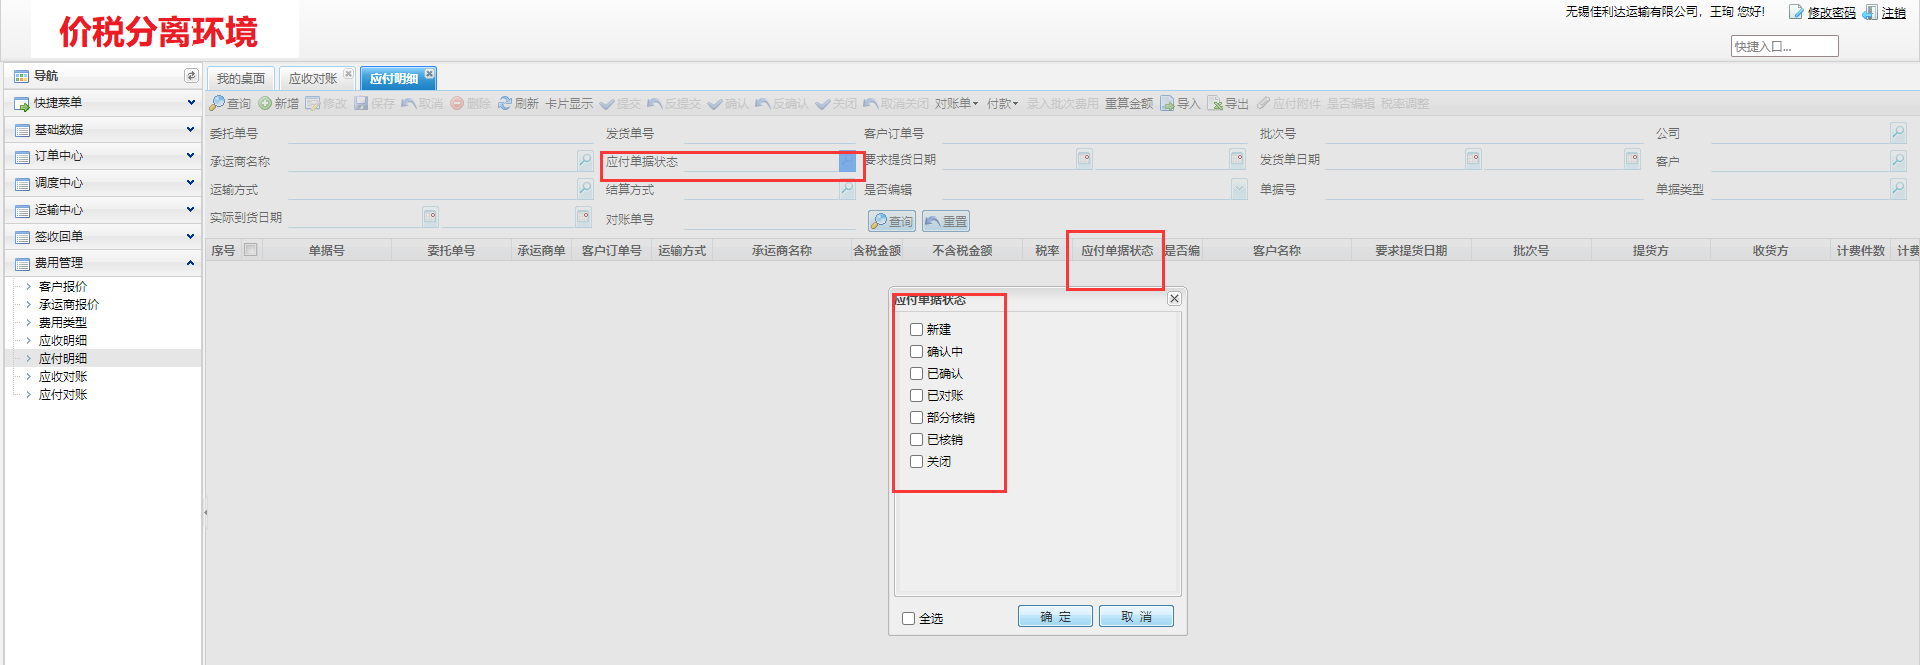 价税分离环境
无锡佳利达运输有限公司，王珣 您好!
修改密码 注销
快捷入口...
导航
我的桌面 应收对账 应付明细
快捷菜单
基础数据
订单中心
调度中心
运输中心
签收回单
费用管理
客户报价
承运商报价
费用类型
应收明细
应付明细
应收对账
应付对账
查询 新增 修改 保存 取消 删除 刷新 卡片显示 提交 反提交 确认 反确认 关闭 取消关闭 对账单 付款 录入批次费用 重算金额 导入 导出 应付附件 是否编辑 税率调整
委托单号 发货单号 客户订单号 批次号 公司
承运商名称 应付单据状态 要求提货日期 发货单日期 客户
运输方式 结算方式 是否编辑 单据号 单据类型
实际到货日期 对账单号 查询 重置
序号 单据号 委托单号 承运商单 客户订单号 运输方式 承运商名称 含税金额 不含税金额 税率 应付单据状态 是否编 客户名称 要求提货日期 批次号 提货方 收货方 计费件数 计费
应付单据状态
新建
确认中
已确认
已对账
部分核销
已核销
关闭
全选 确 定 取 消